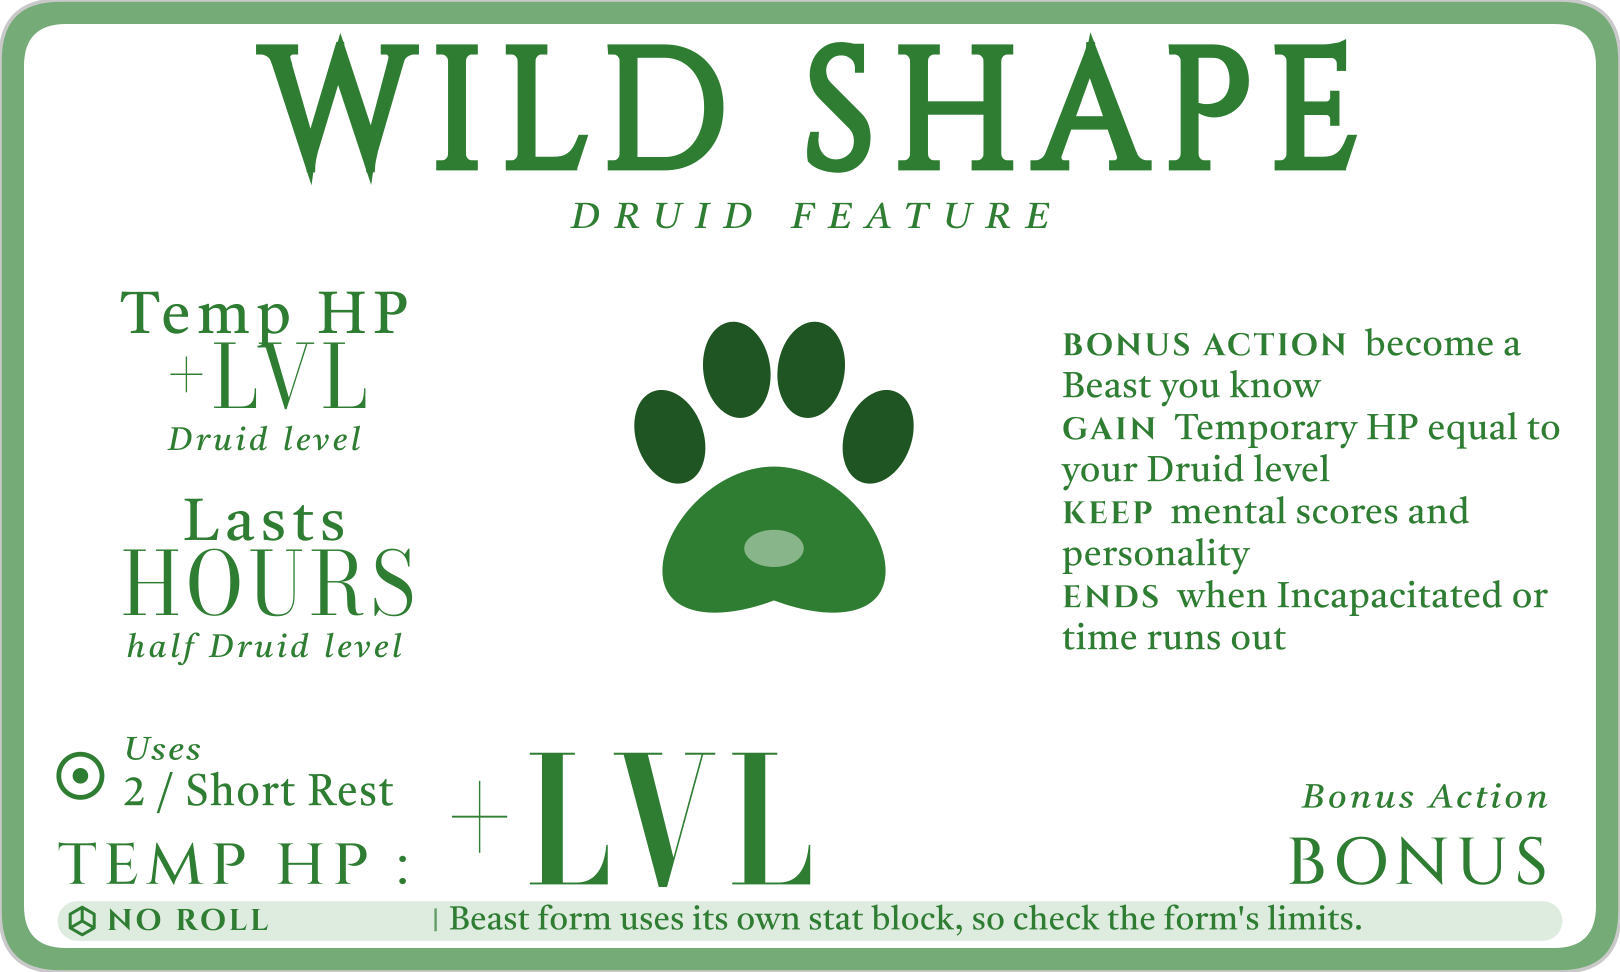 WILD SHAPE
DRUID FEATURE
Temp HP
+LVL
Druid level
Lasts
HOURS
half Druid level
BONUS ACTION become a
Beast you know
GAIN Temporary HP equal to
your Druid level
KEEP mental scores and
personality
ENDS when Incapacitated or
time runs out
Uses
2 / Short Rest
TEMP HP :
+LVL
Bonus Action
BONUS
NO ROLL
| Beast form uses its own stat block, so check the form's limits.